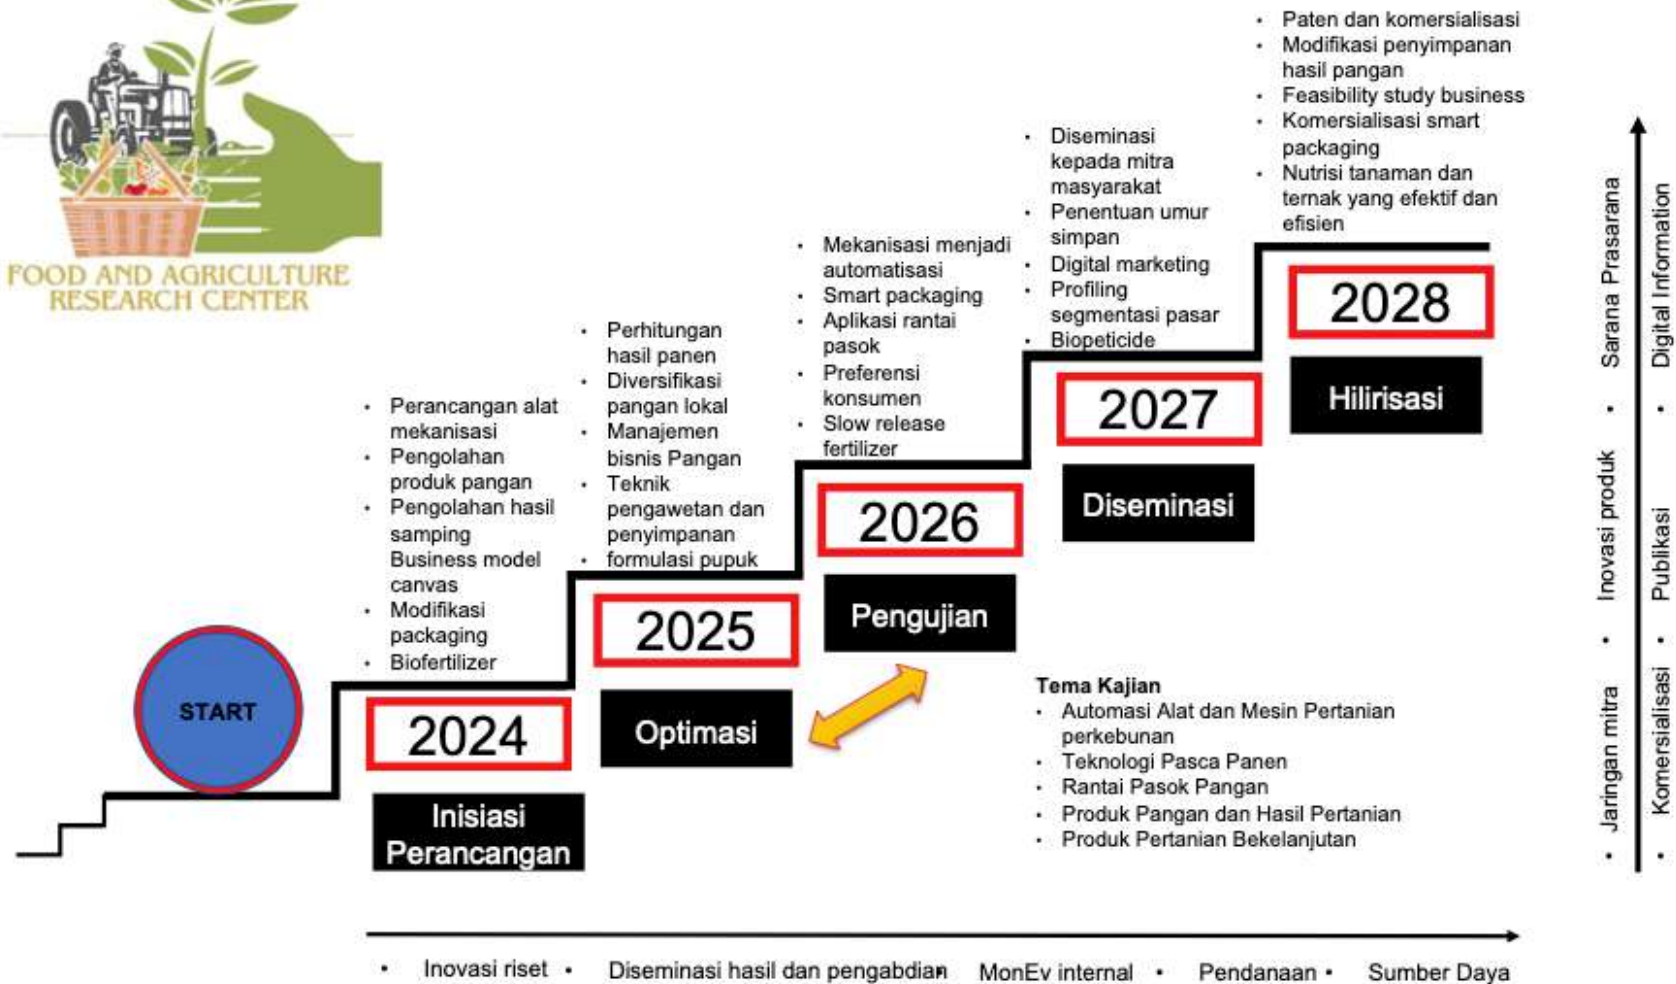 FOOD AND AGRICULTURE
RESEARCH CENTER
START
• Perancangan alat
mekanisasi
• Pengolahan
produk pangan
• Pengolahan hasil
samping
Business model
canvas
• Modifikasi
packaging
• Biofertilizer
2024
Inisiasi
Perancangan
• Perhitungan
hasil panen
• Diversifikasi
pangan lokal
• Manajemen
bisnis Pangan
• Teknik
pengawetan dan
penyimpanan
• formulasi pupuk
2025
Optimasi
• Mekanisasi menjadi
automatisasi
• Smart packaging
• Aplikasi rantai
pasok
• Preferensi
konsumen
• Slow release
fertilizer
2026
Pengujian
• Diseminasi
kepada mitra
masyarakat
• Penentuan umur
simpan
• Digital marketing
• Profiling
segmentasi pasar
• Biopeticide
2027
Diseminasi
• Paten dan komersialisasi
• Modifikasi penyimpanan
hasil pangan
• Feasibility study business
• Komersialisasi smart
packaging
• Nutrisi tanaman dan
ternak yang efektif dan
efisien
2028
Hilirisasi
Tema Kajian
• Automasi Alat dan Mesin Pertanian
perkebunan
• Teknologi Pasca Panen
• Rantai Pasok Pangan
• Produk Pangan dan Hasil Pertanian
• Produk Pertanian Bekelanjutan
• Jaringan mitra • Inovasi produk • Sarana Prasarana
• Komersialisasi • Publikasi • Digital Information
• Inovasi riset • Diseminasi hasil dan pengabdian • MonEv internal • Pendanaan • Sumber Daya